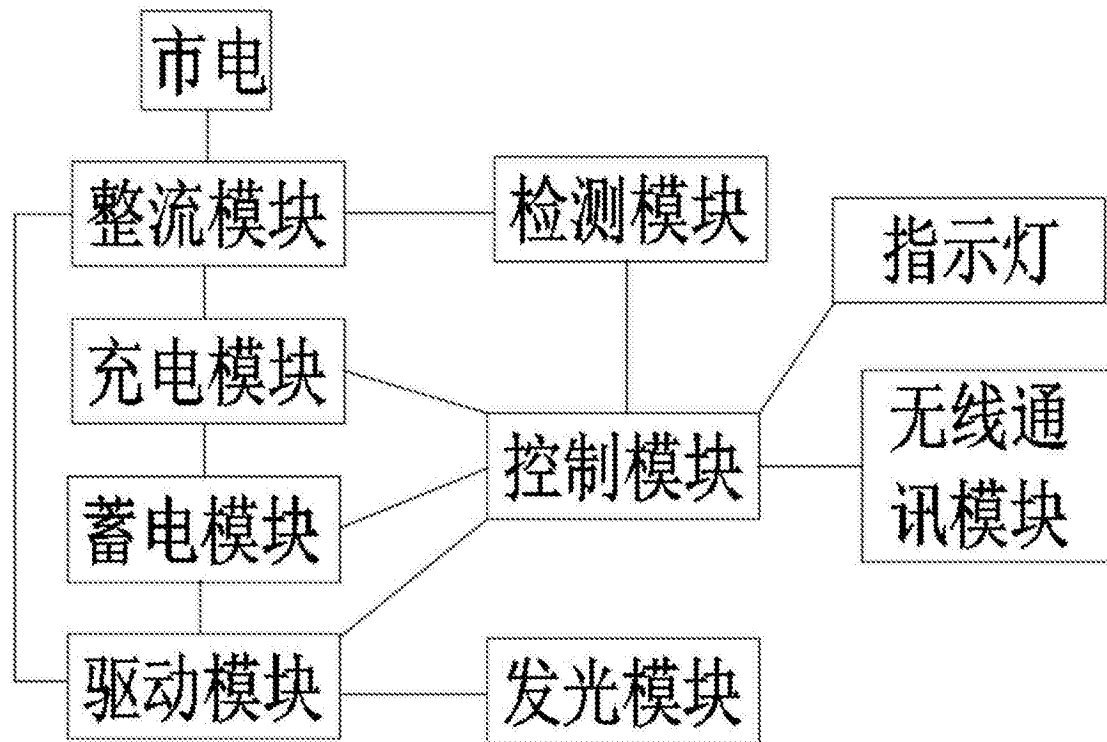 市电
整流模块
检测模块
指示灯
充电模块
无线通
控制模块
讯模块
蓄电模块
驱动模块
发光模块